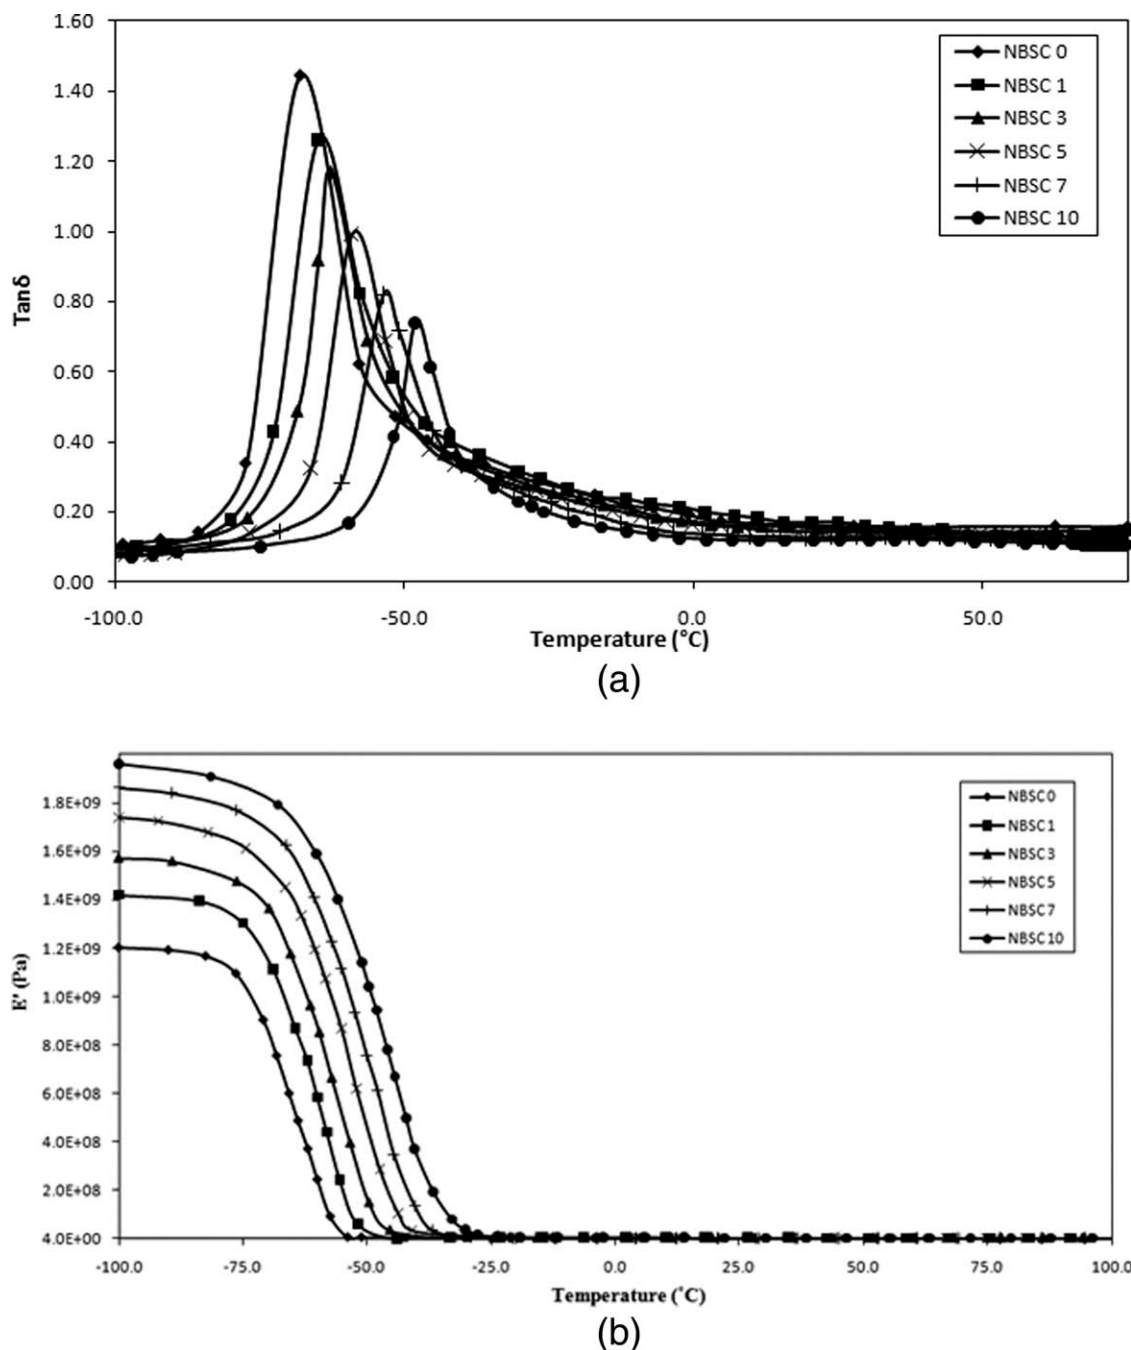 1.60
1.40
1.20
1.00
0.80
0.60
0.40
0.20
0.00
Tanδ
NBSC 0
NBSC 1
NBSC 3
NBSC 5
NBSC 7
NBSC 10
-100.0 -50.0 0.0 50.0
Temperature (°C)
(a)
1.8E+09
1.6E+09
1.4E+09
1.2E+09
1.0E+09
8.0E+08
6.0E+08
4.0E+08
2.0E+08
4.0E+00
E' (Pa)
NBSC0
NBSC1
NBSC3
NBSC5
NBSC7
NBSC10
-100.0 -75.0 -50.0 -25.0 0.0 25.0 50.0 75.0 100.0
Temperature (°C)
(b)